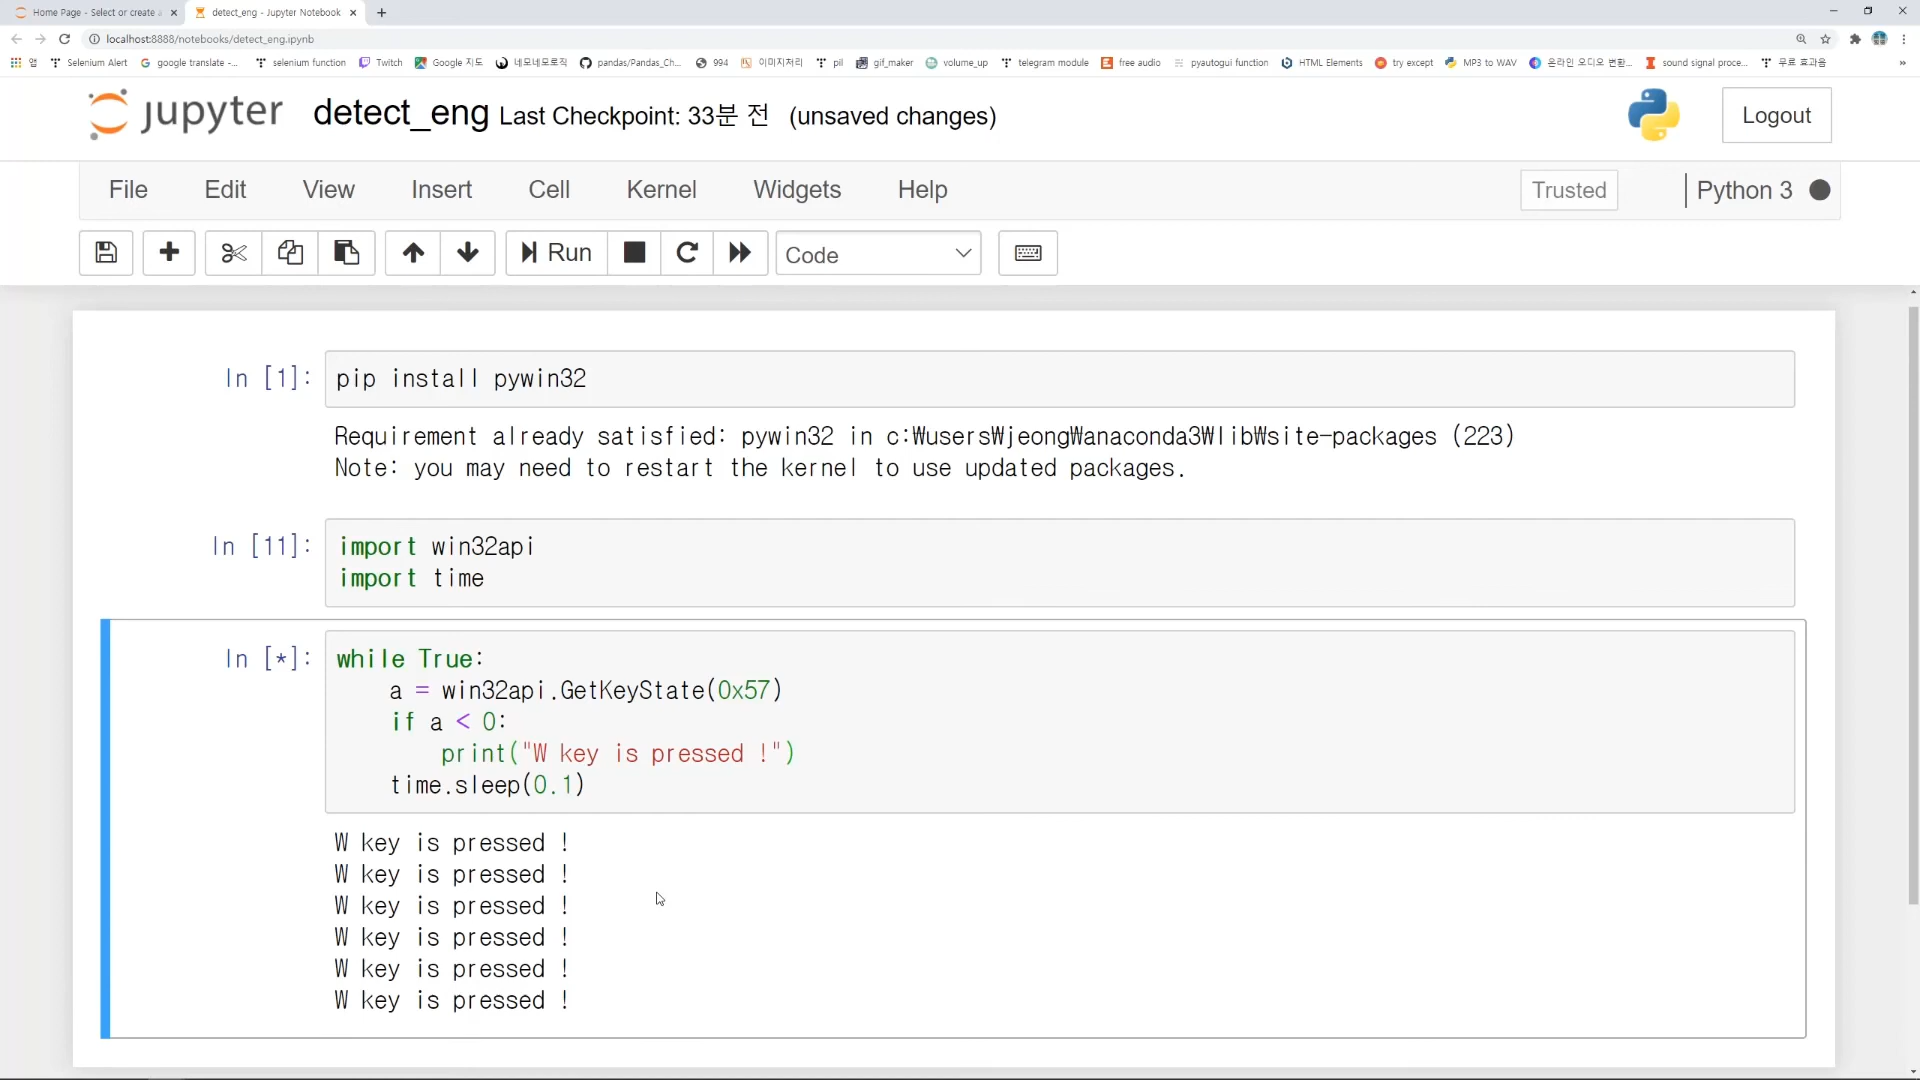 Home Page - Select or create a
detect_eng - Jupyter Notebook
localhost:8888/notebooks/detect_eng.ipynb
앱
Selenium Alert
google translate -...
selenium function
Twitch
Google 지도
네모네모로직
pandas/Pandas_Ch...
994
이미지처리
pil
gif_maker
volume_up
telegram module
free audio
pyautogui function
HTML Elements
try except
MP3 to WAV
온라인 오디오 변환...
sound signal proce...
무료 효과음
jupyter detect_eng Last Checkpoint: 33분 전 (unsaved changes)
Logout
File Edit View Insert Cell Kernel Widgets Help
Trusted
Python 3
Run
Code
In [1]: pip install pywin32
Requirement already satisfied: pywin32 in c:₩users₩jeong₩anaconda3₩lib₩site-packages (223)
Note: you may need to restart the kernel to use updated packages.
In [11]: import win32api
import time
In [*]: while True:
a = win32api.GetKeyState(0x57)
if a < 0:
print("W key is pressed !")
time.sleep(0.1)
W key is pressed !
W key is pressed !
W key is pressed !
W key is pressed !
W key is pressed !
W key is pressed !